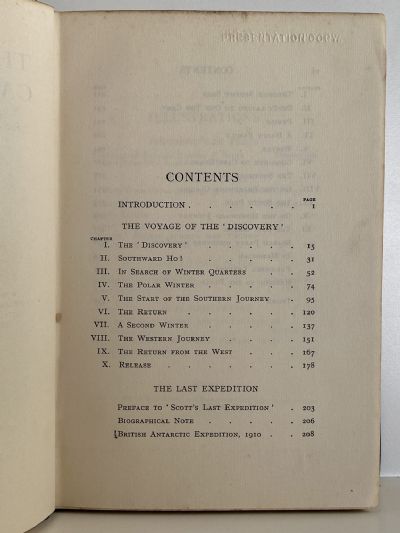 PRESENTATION COPY
CONTENTS
PAGE
INTRODUCTION . . . . . . 1
THE VOYAGE OF THE 'DISCOVERY'
CHAPTER
I. The 'Discovery' . . . . . 15
II. Southward Ho! . . . . . 31
III. In Search of Winter Quarters . . . 52
IV. The Polar Winter . . . . 74
V. The Start of the Southern Journey . . 95
VI. The Return . . . . . 120
VII. A Second Winter . . . . 137
VIII. The Western Journey . . . . 151
IX. The Return from the West . . . 167
X. Release . . . . . . 178
THE LAST EXPEDITION
Preface to 'Scott's Last Expedition' . . 203
Biographical Note . . . . . 206
British Antarctic Expedition, 1910 . . 208